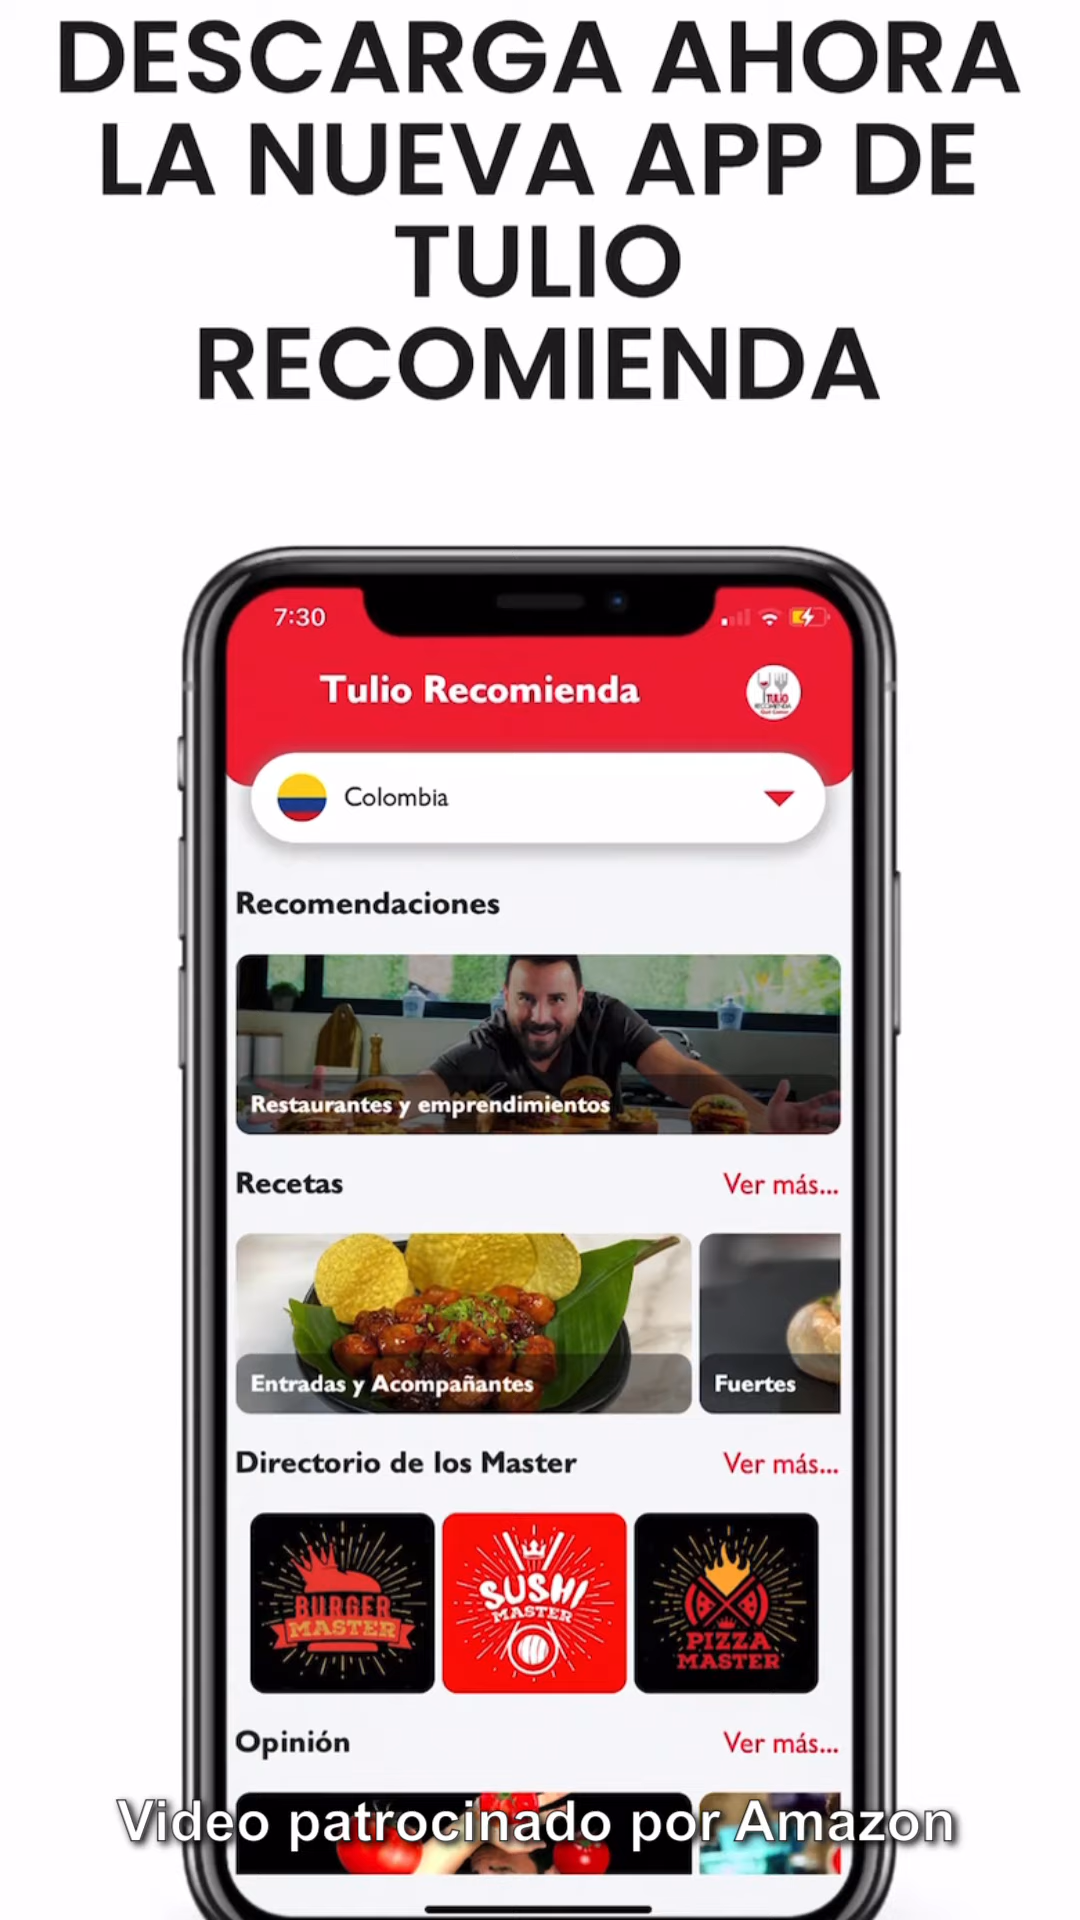 DESCARGA AHORA
LA NUEVA APP DE
TULIO
RECOMIENDA
7:30
Tulio Recomienda
TULIO
RECOMIENDA
Colombia
Recomendaciones
Restaurantes y emprendimientos
Recetas
Ver más...
Entradas y Acompañantes
Fuertes
Directorio de los Master
Ver más...
BURGER
MASTER
SUSHI
MASTER
PIZZA
MASTER
Opinión
Ver más...
Video patrocinado por Amazon